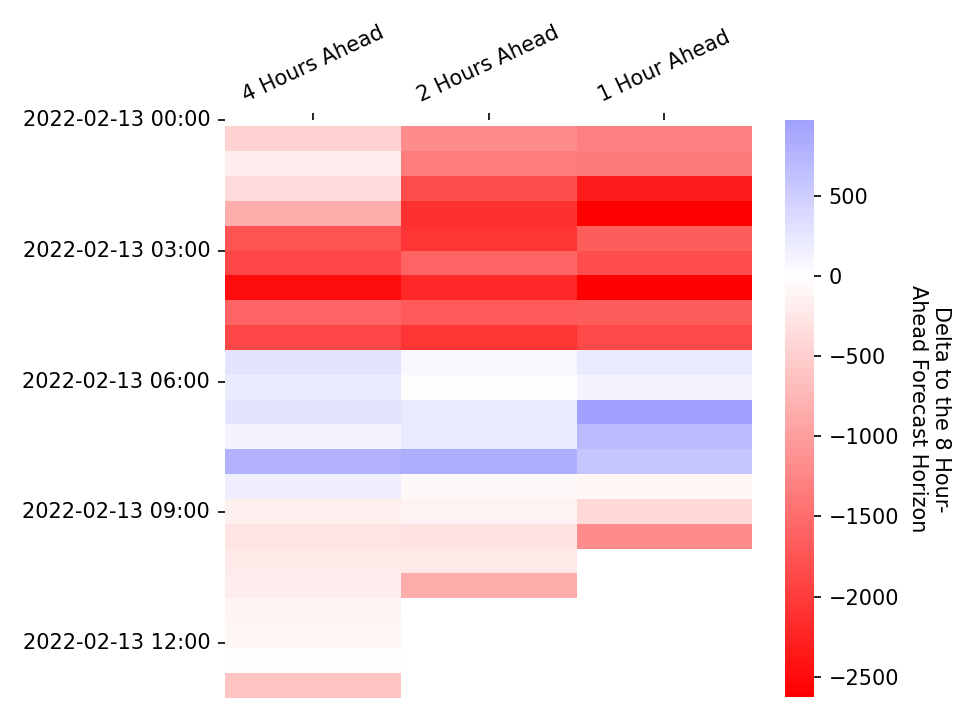 4 Hours Ahead
2 Hours Ahead
1 Hour Ahead
2022-02-13 00:00
2022-02-13 03:00
2022-02-13 06:00
2022-02-13 09:00
2022-02-13 12:00
500
0
−500
−1000
−1500
−2000
−2500
Delta to the 8 Hour-
Ahead Forecast Horizon